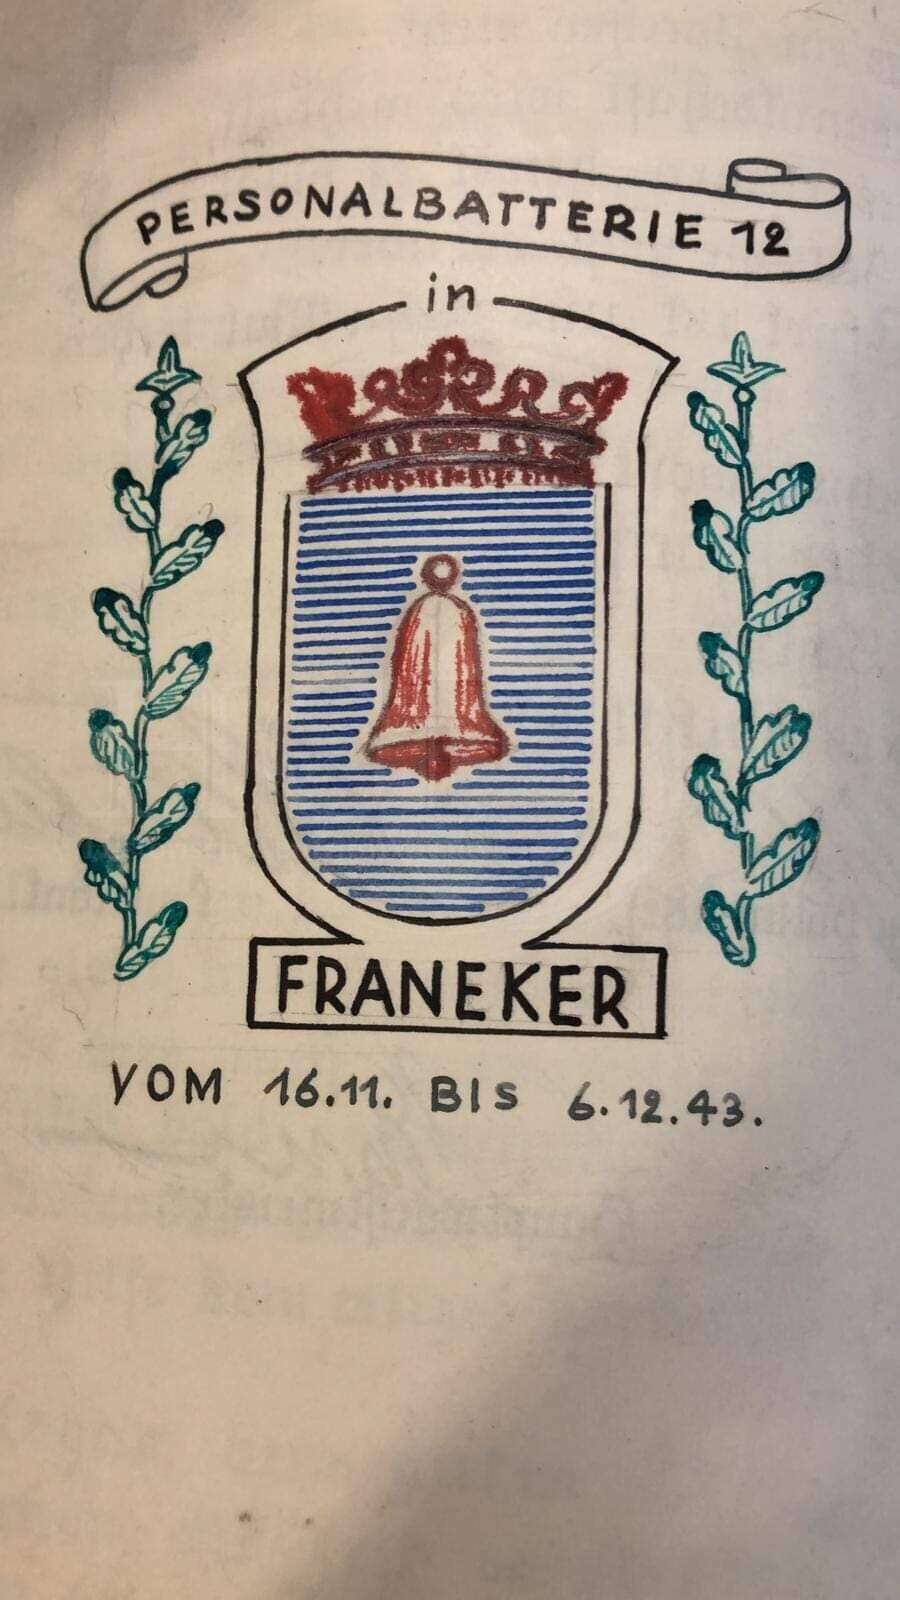 PERSONALBATTERIE 12
in
FRANEKER
VOM 16.11. BIS 6.12.43.